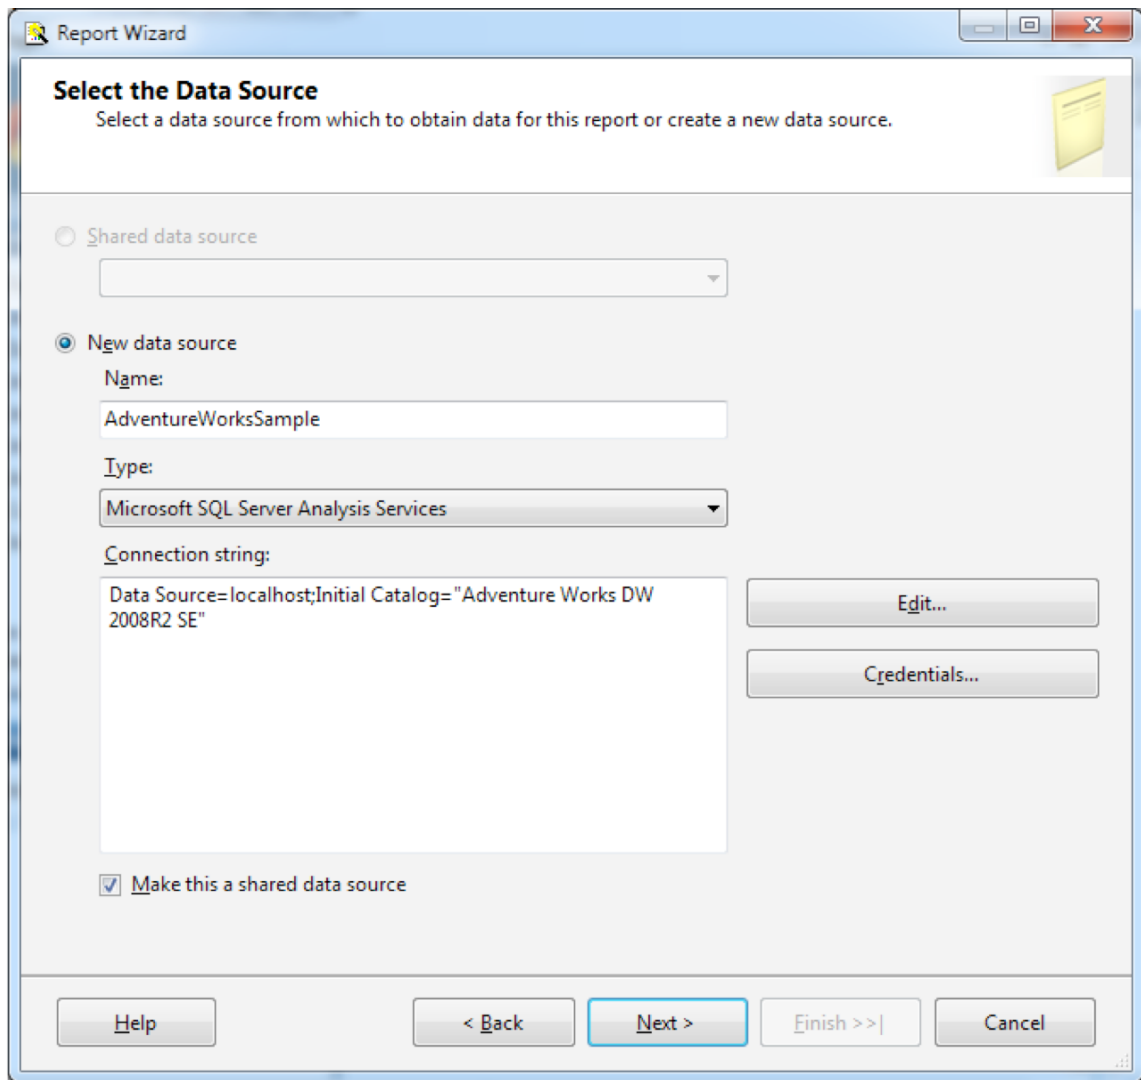 Report Wizard
Select the Data Source
Select a data source from which to obtain data for this report or create a new data source.
Shared data source
New data source
Name:
AdventureWorksSample
Type:
Microsoft SQL Server Analysis Services
Connection string:
Data Source=localhost;Initial Catalog="Adventure Works DW
2008R2 SE"
Edit...
Credentials...
Make this a shared data source
Help
< Back
Next >
Finish >>|
Cancel